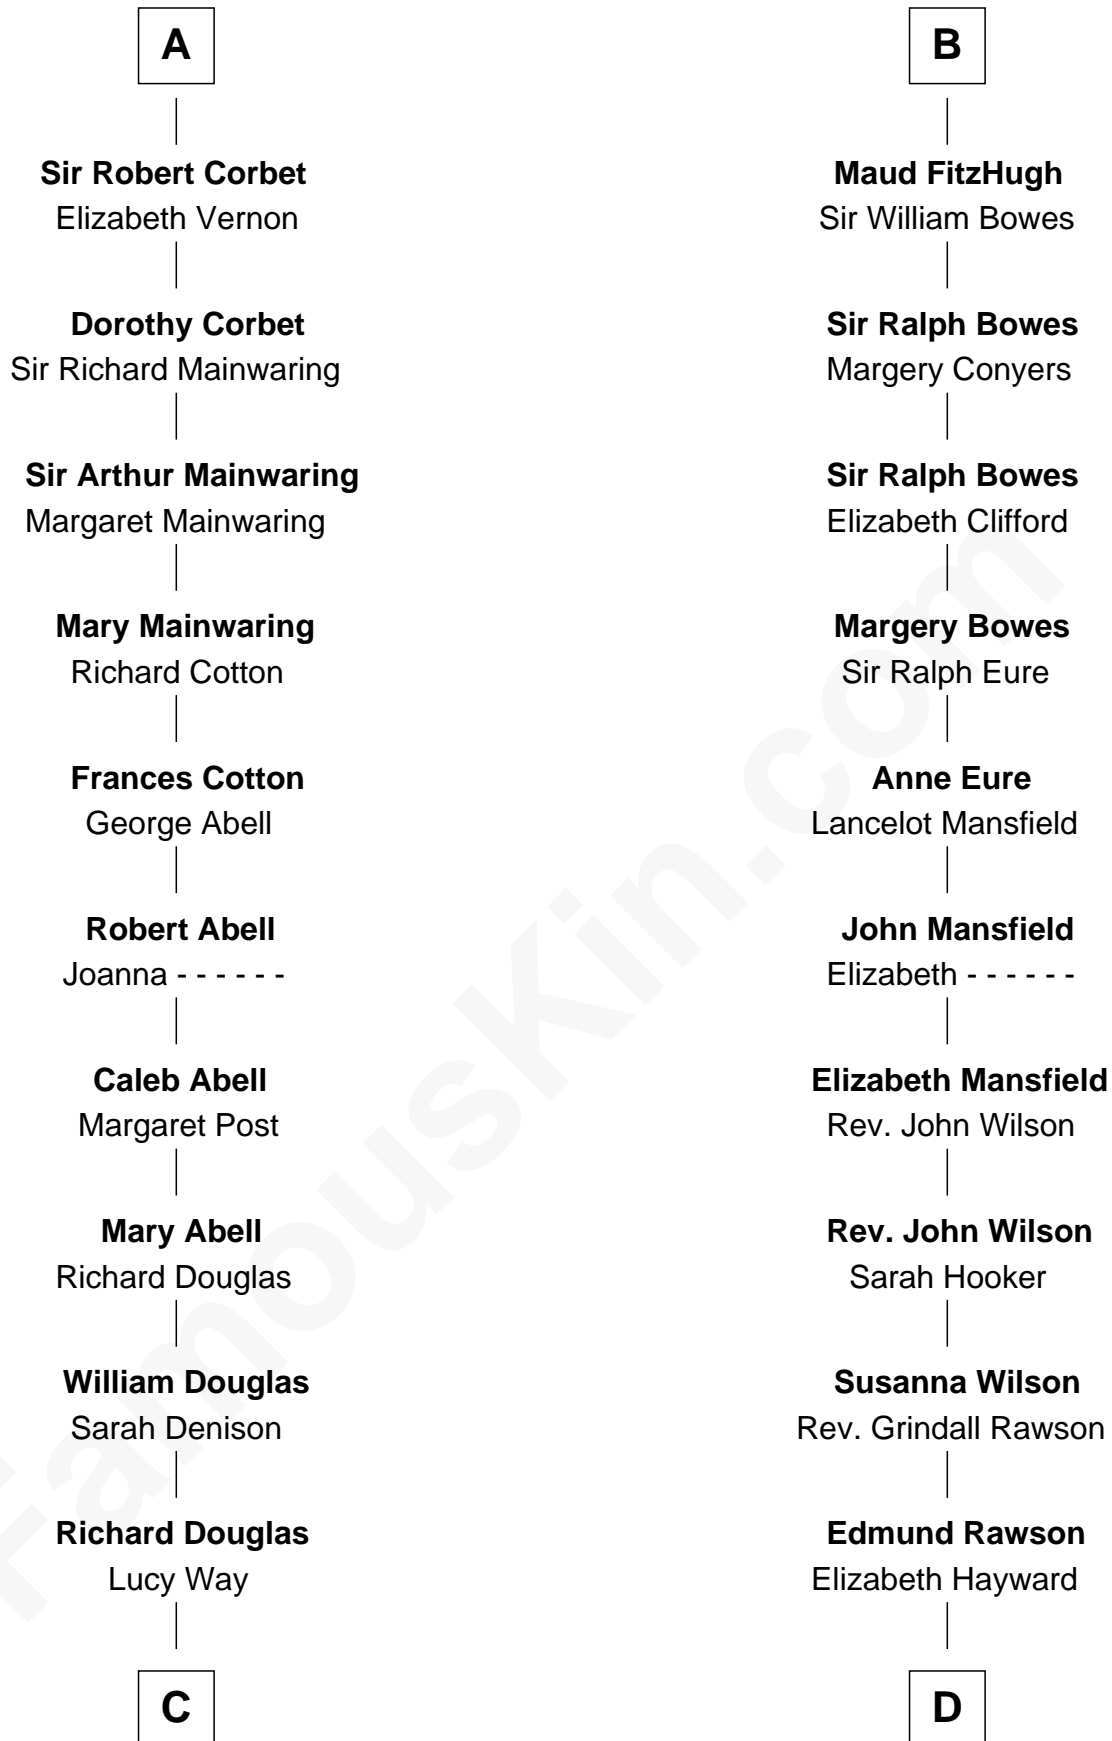 A
Sir Robert Corbet
Elizabeth Vernon
Dorothy Corbet
Sir Richard Mainwaring
Sir Arthur Mainwaring
Margaret Mainwaring
Mary Mainwaring
Richard Cotton
Frances Cotton
George Abell
Robert Abell
Joanna - - - - - -
Caleb Abell
Margaret Post
Mary Abell
Richard Douglas
William Douglas
Sarah Denison
Richard Douglas
Lucy Way
C
B
Maud FitzHugh
Sir William Bowes
Sir Ralph Bowes
Margery Conyers
Sir Ralph Bowes
Elizabeth Clifford
Margery Bowes
Sir Ralph Eure
Anne Eure
Lancelot Mansfield
John Mansfield
Elizabeth - - - - - -
Elizabeth Mansfield
Rev. John Wilson
Rev. John Wilson
Sarah Hooker
Susanna Wilson
Rev. Grindall Rawson
Edmund Rawson
Elizabeth Hayward
D
FamousKin.com